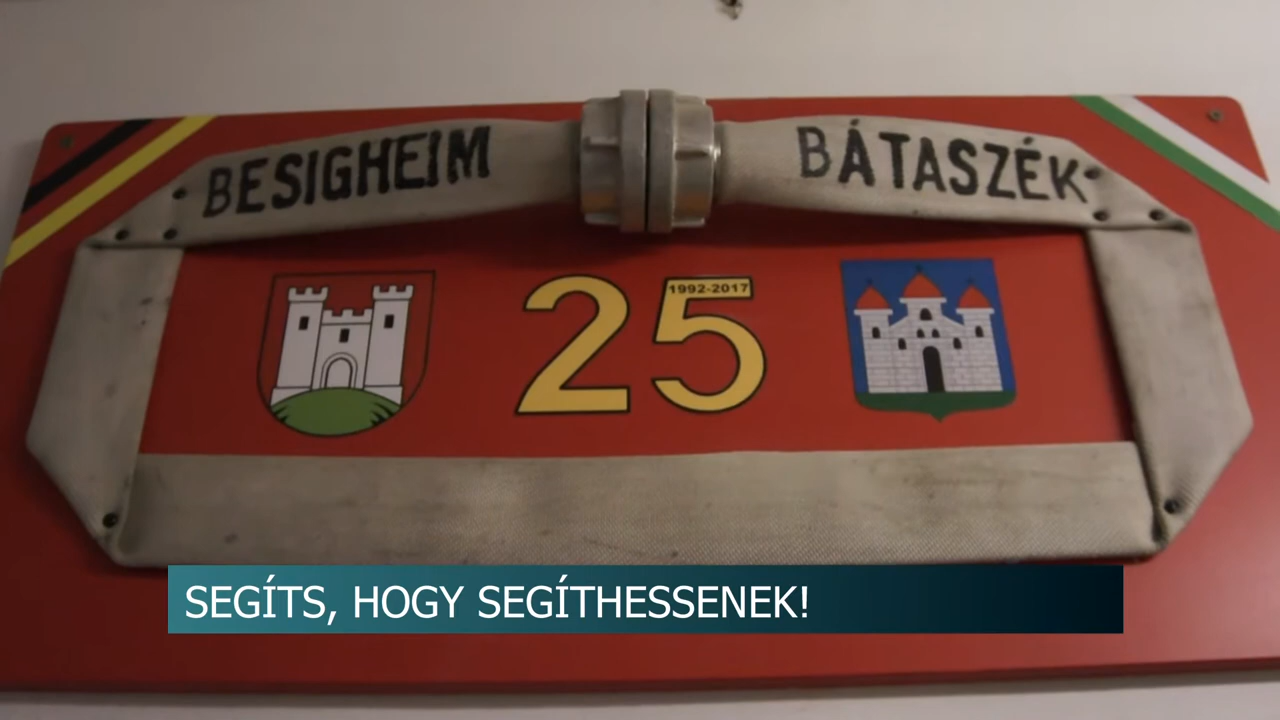 BESIGHEIM
BÁTASZÉK
25
1992-2017
SEGÍTS, HOGY SEGÍTHESSENEK!